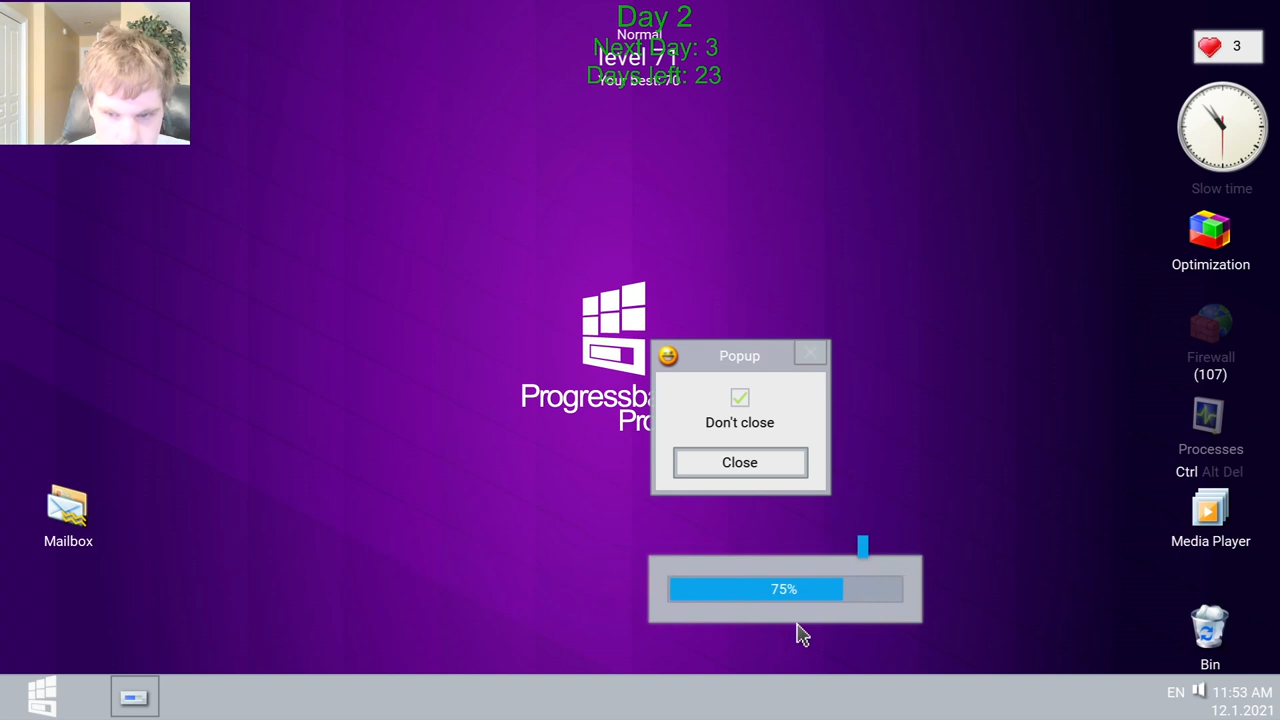 Day 2
Normal
Next Day: 3
level 71
Days left: 23
Your best: 70
3
Slow time
Optimization
Firewall
(107)
Processes
Ctrl Alt Del
Media Player
Bin
Popup
Don't close
Close
75%
Mailbox
EN 11:53 AM
12.1.2021